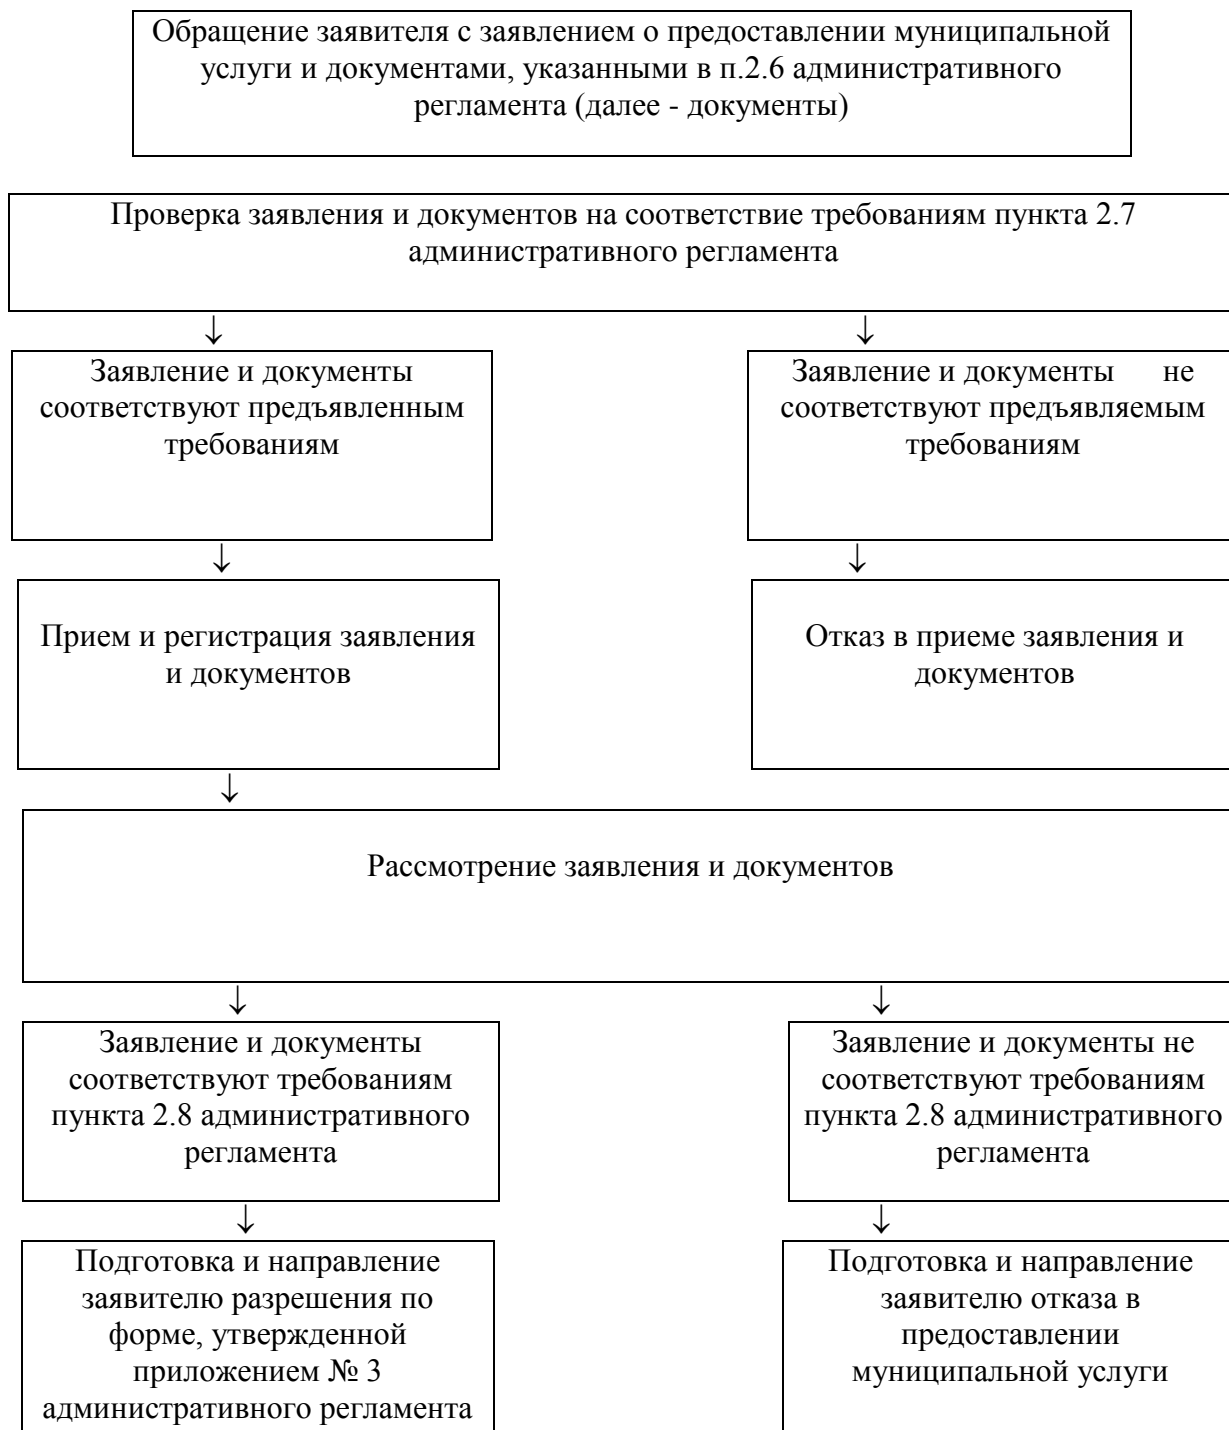 Обращение заявителя с заявлением о предоставлении муниципальной
услуги и документами, указанными в п.2.6 административного
регламента (далее - документы)
Проверка заявления и документов на соответствие требованиям пункта 2.7
административного регламента
↓
↓
Заявление и документы
соответствуют предъявленным
требованиям
Заявление и документы не
соответствуют предъявляемым
требованиям
↓
↓
Прием и регистрация заявления
и документов
Отказ в приеме заявления и
документов
↓
Рассмотрение заявления и документов
↓
↓
Заявление и документы
соответствуют требованиям
пункта 2.8 административного
регламента
Заявление и документы не
соответствуют требованиям
пункта 2.8 административного
регламента
↓
↓
Подготовка и направление
заявителю разрешения по
форме, утвержденной
приложением № 3
административного регламента
Подготовка и направление
заявителю отказа в
предоставлении
муниципальной услуги